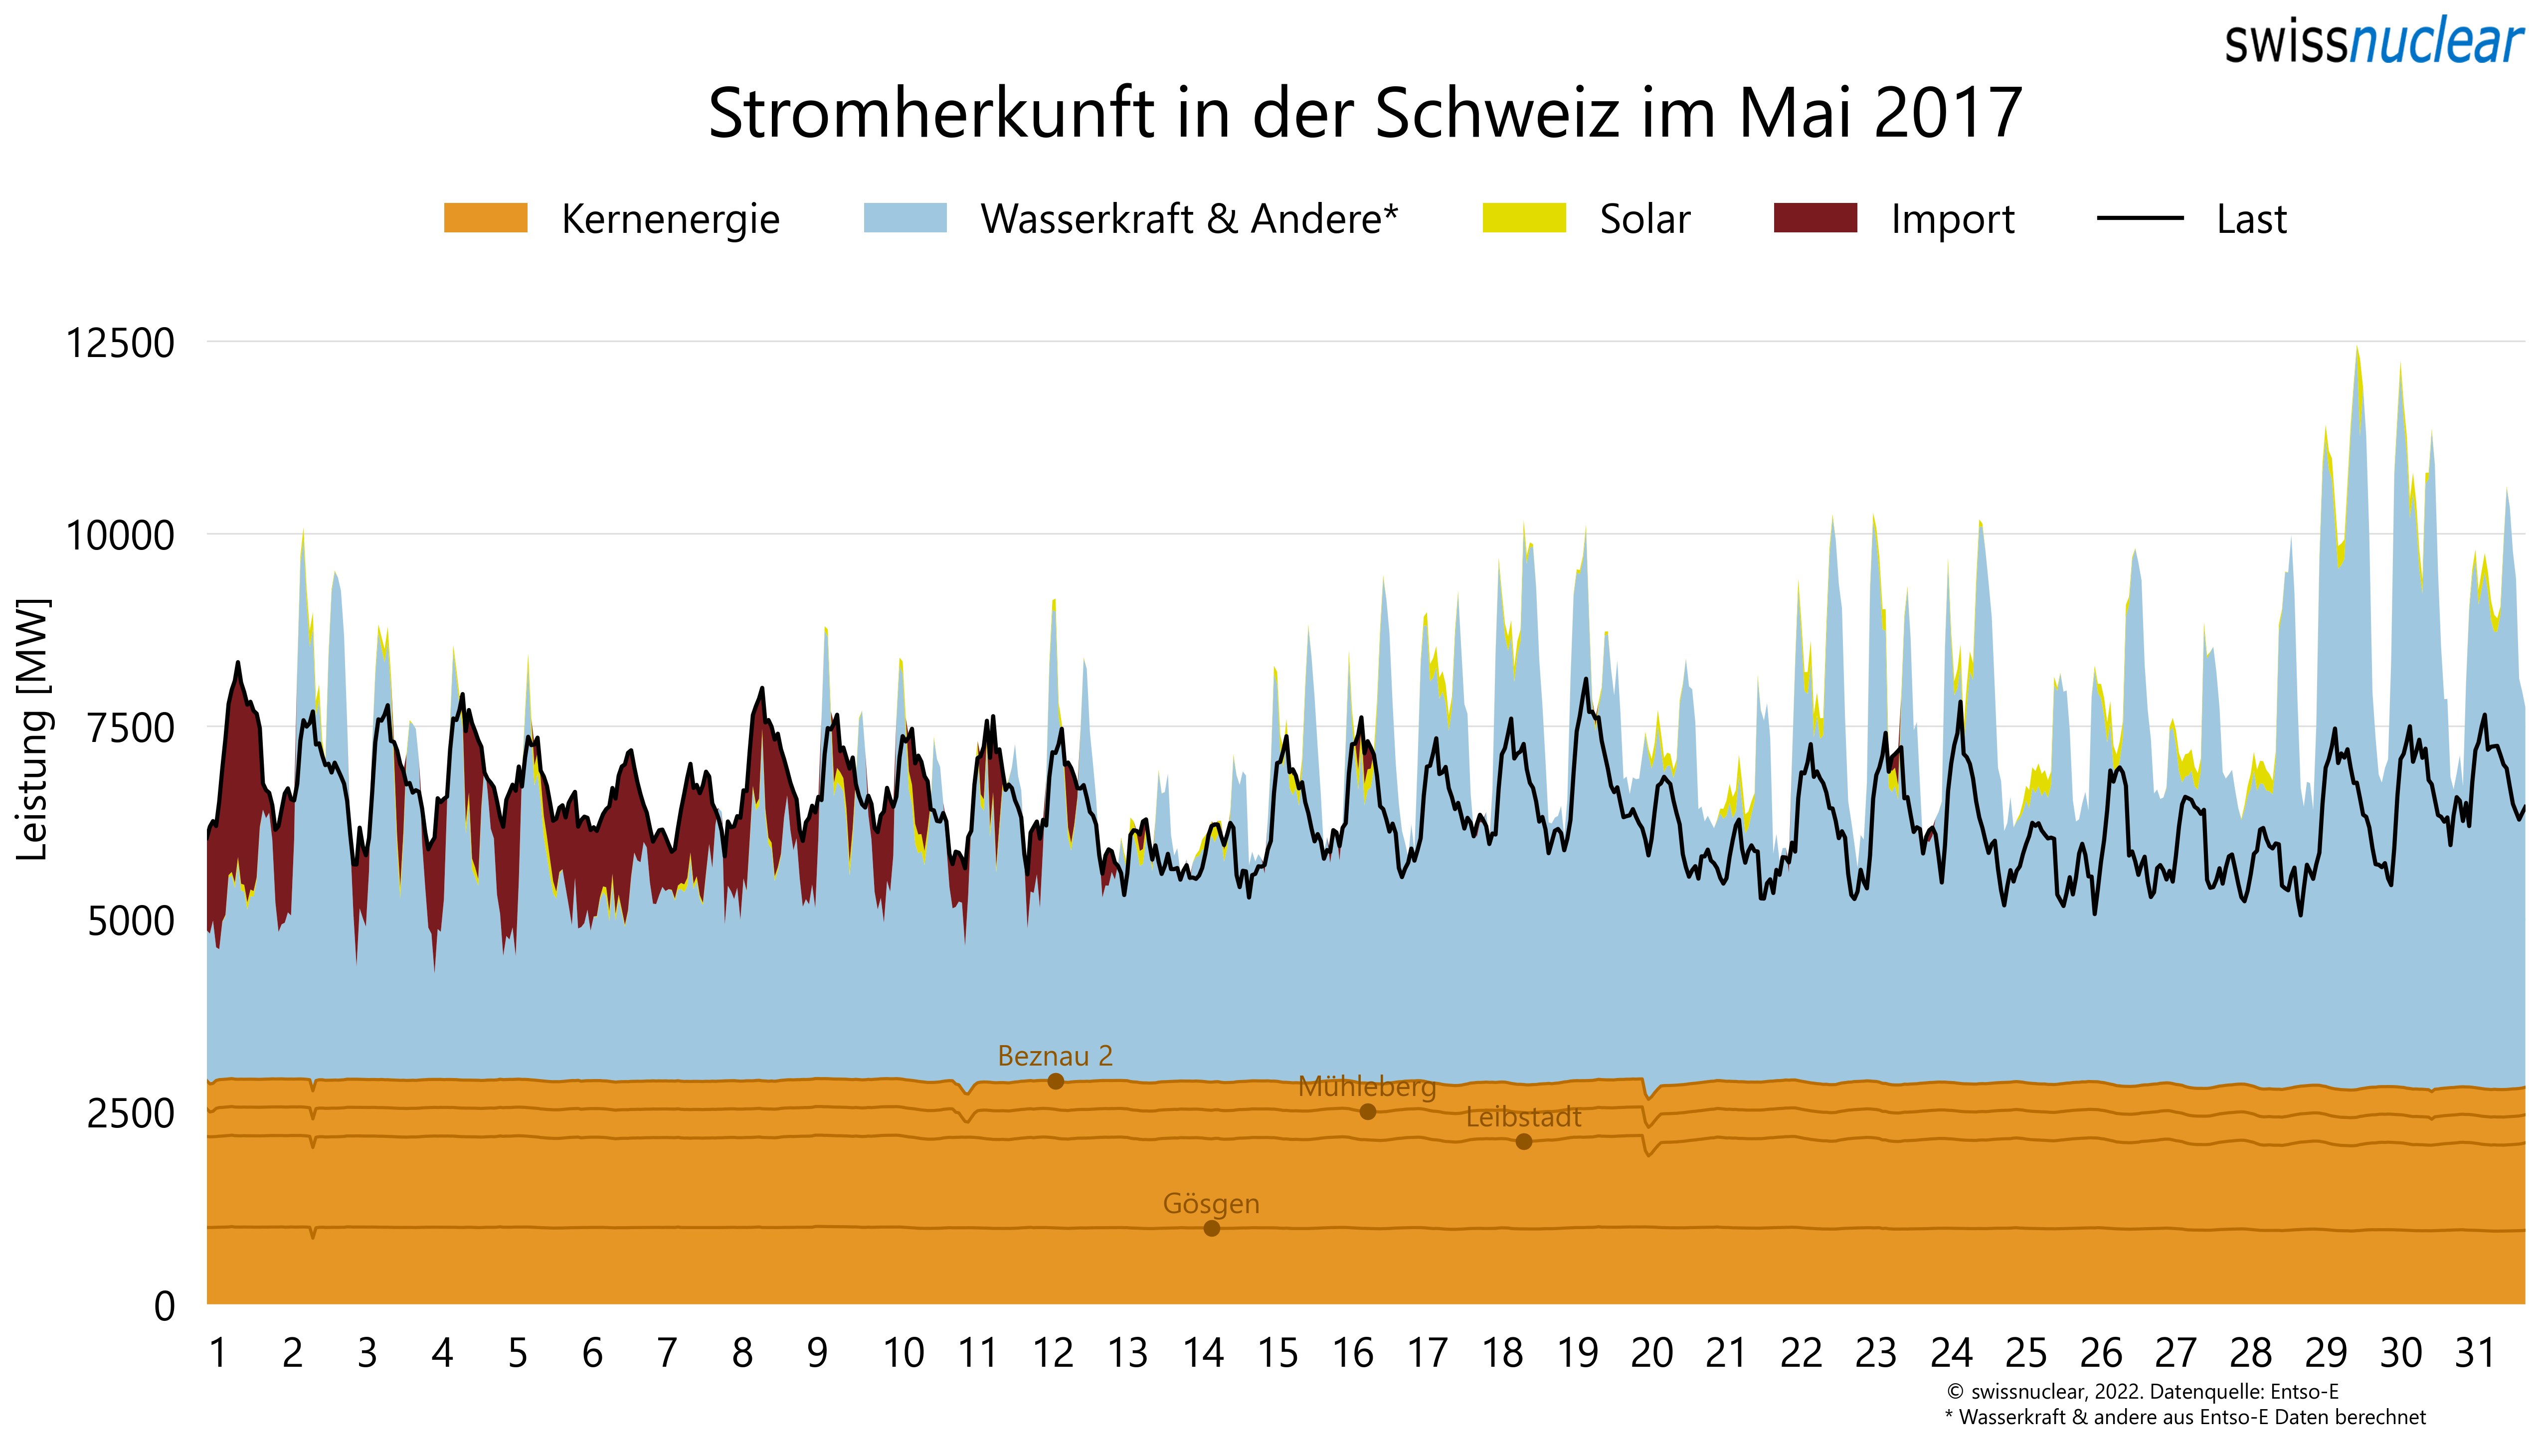 swissnuclear
Stromherkunft in der Schweiz im Mai 2017
Kernenergie Wasserkraft & Andere* Solar Import Last
Leistung [MW]
12500
10000
7500
5000
2500
0
Beznau 2
Mühleberg
Leibstadt
Gösgen
1 2 3 4 5 6 7 8 9 10 11 12 13 14 15 16 17 18 19 20 21 22 23 24 25 26 27 28 29 30 31
© swissnuclear, 2022. Datenquelle: Entso-E
* Wasserkraft & andere aus Entso-E Daten berechnet